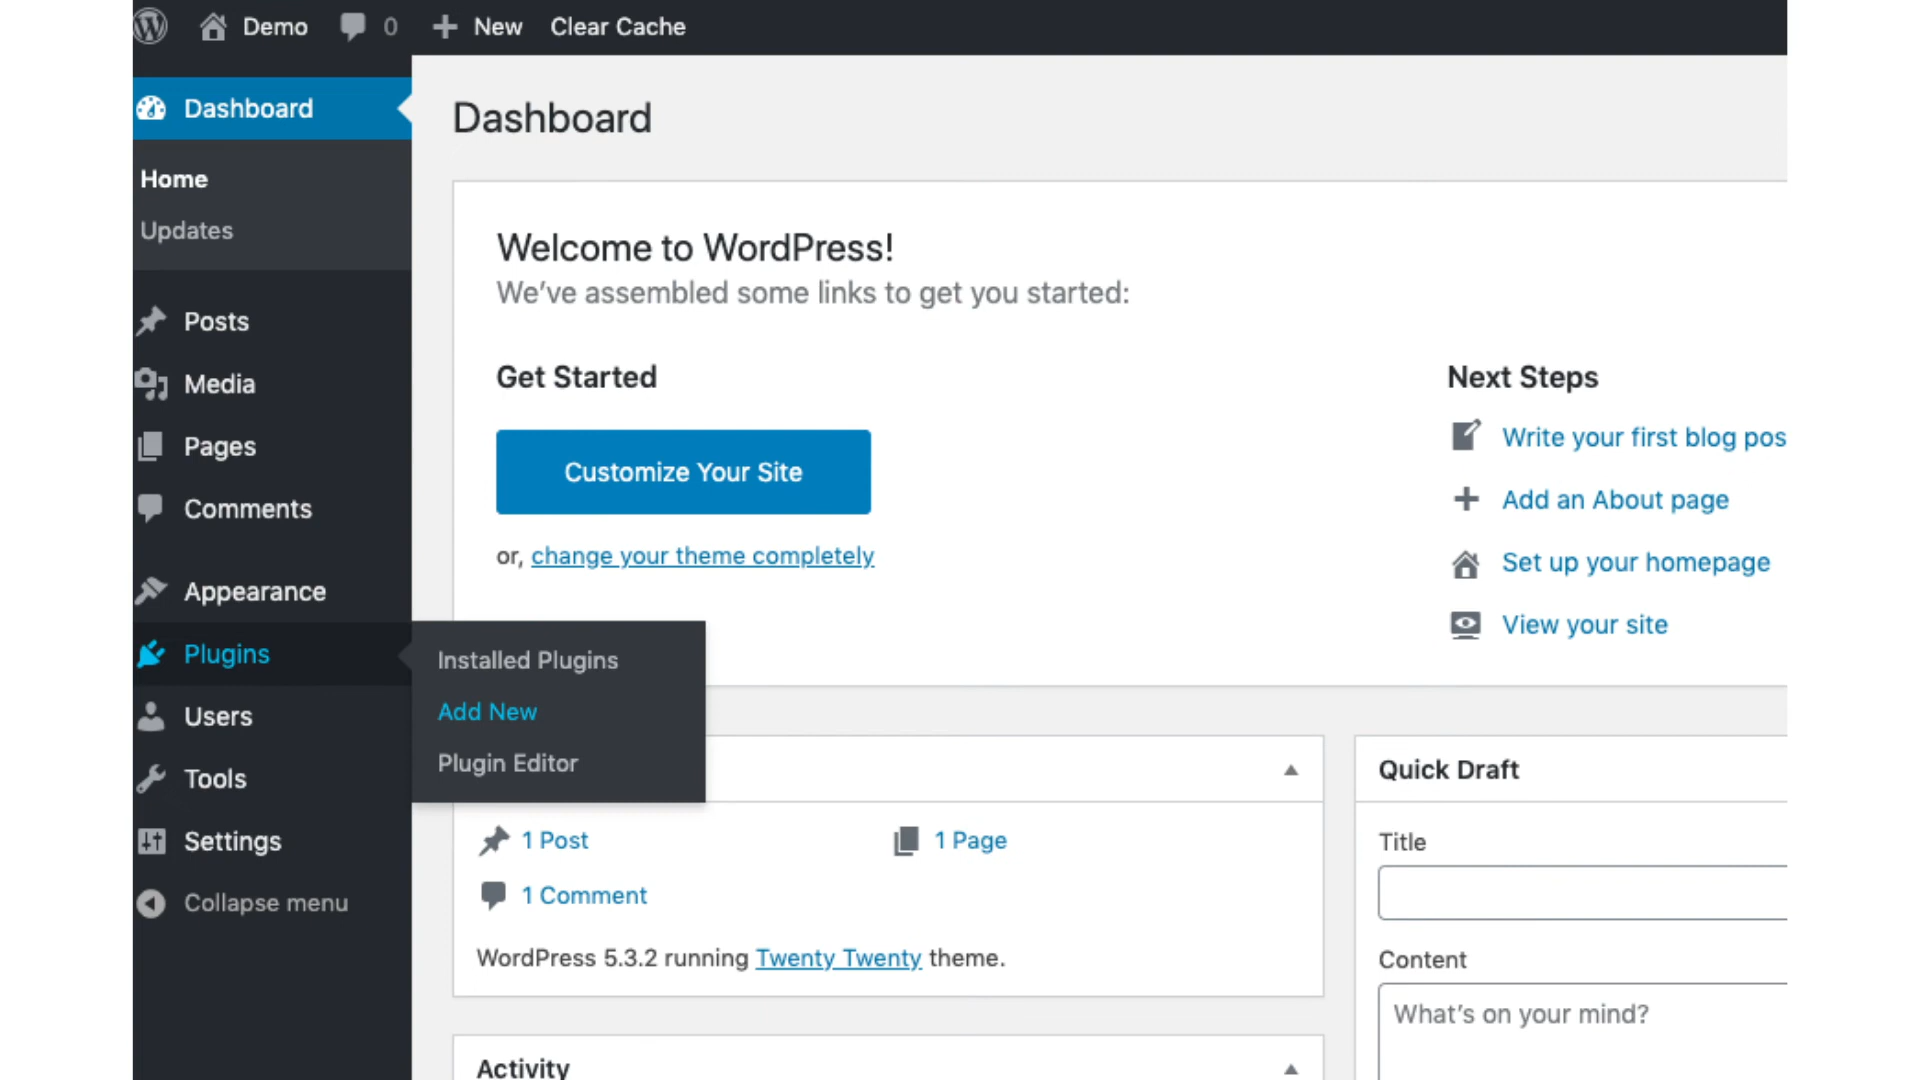 Demo 0 New Clear Cache
Dashboard
Home
Updates
Posts
Media
Pages
Comments
Appearance
Plugins
Users
Tools
Settings
Collapse menu
Installed Plugins
Add New
Plugin Editor
Dashboard
Welcome to WordPress!
We've assembled some links to get you started:
Get Started
Customize Your Site
or, change your theme completely
Next Steps
Write your first blog pos
Add an About page
Set up your homepage
View your site
1 Post
1 Page
1 Comment
WordPress 5.3.2 running Twenty Twenty theme.
Activity
Quick Draft
Title
Content
What's on your mind?